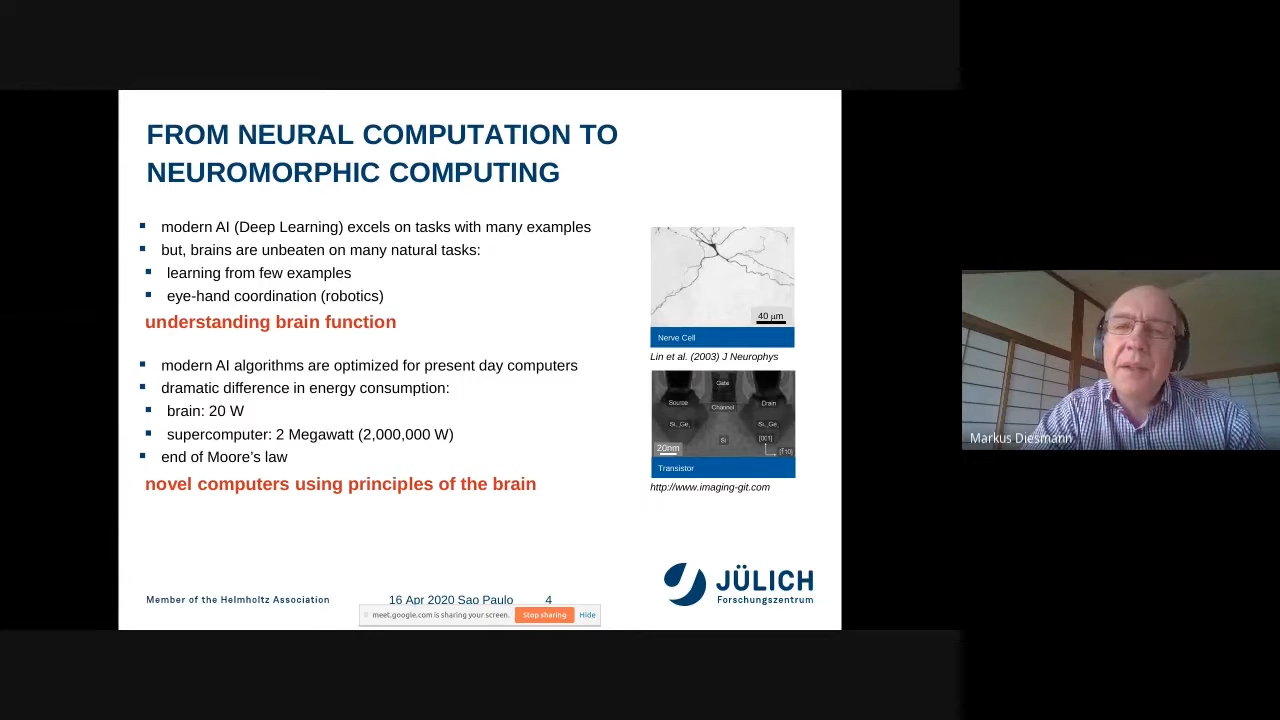 FROM NEURAL COMPUTATION TO
NEUROMORPHIC COMPUTING
modern AI (Deep Learning) excels on tasks with many examples
but, brains are unbeaten on many natural tasks:
learning from few examples
eye-hand coordination (robotics)
understanding brain function
modern AI algorithms are optimized for present day computers
dramatic difference in energy consumption:
brain: 20 W
supercomputer: 2 Megawatt (2,000,000 W)
end of Moore's law
novel computers using principles of the brain
40 µm
Nerve Cell
Lin et al. (2003) J Neurophys
Gate
Source
Channel
Drain
Si
[001]
20nm
Transistor
http://www.imaging-git.com
JÜLICH
Forschungszentrum
Member of the Helmholtz Association
16 Apr 2020 Sao Paulo
4
meet.google.com is sharing your screen.
Stop sharing
Hide
Markus Diesmann